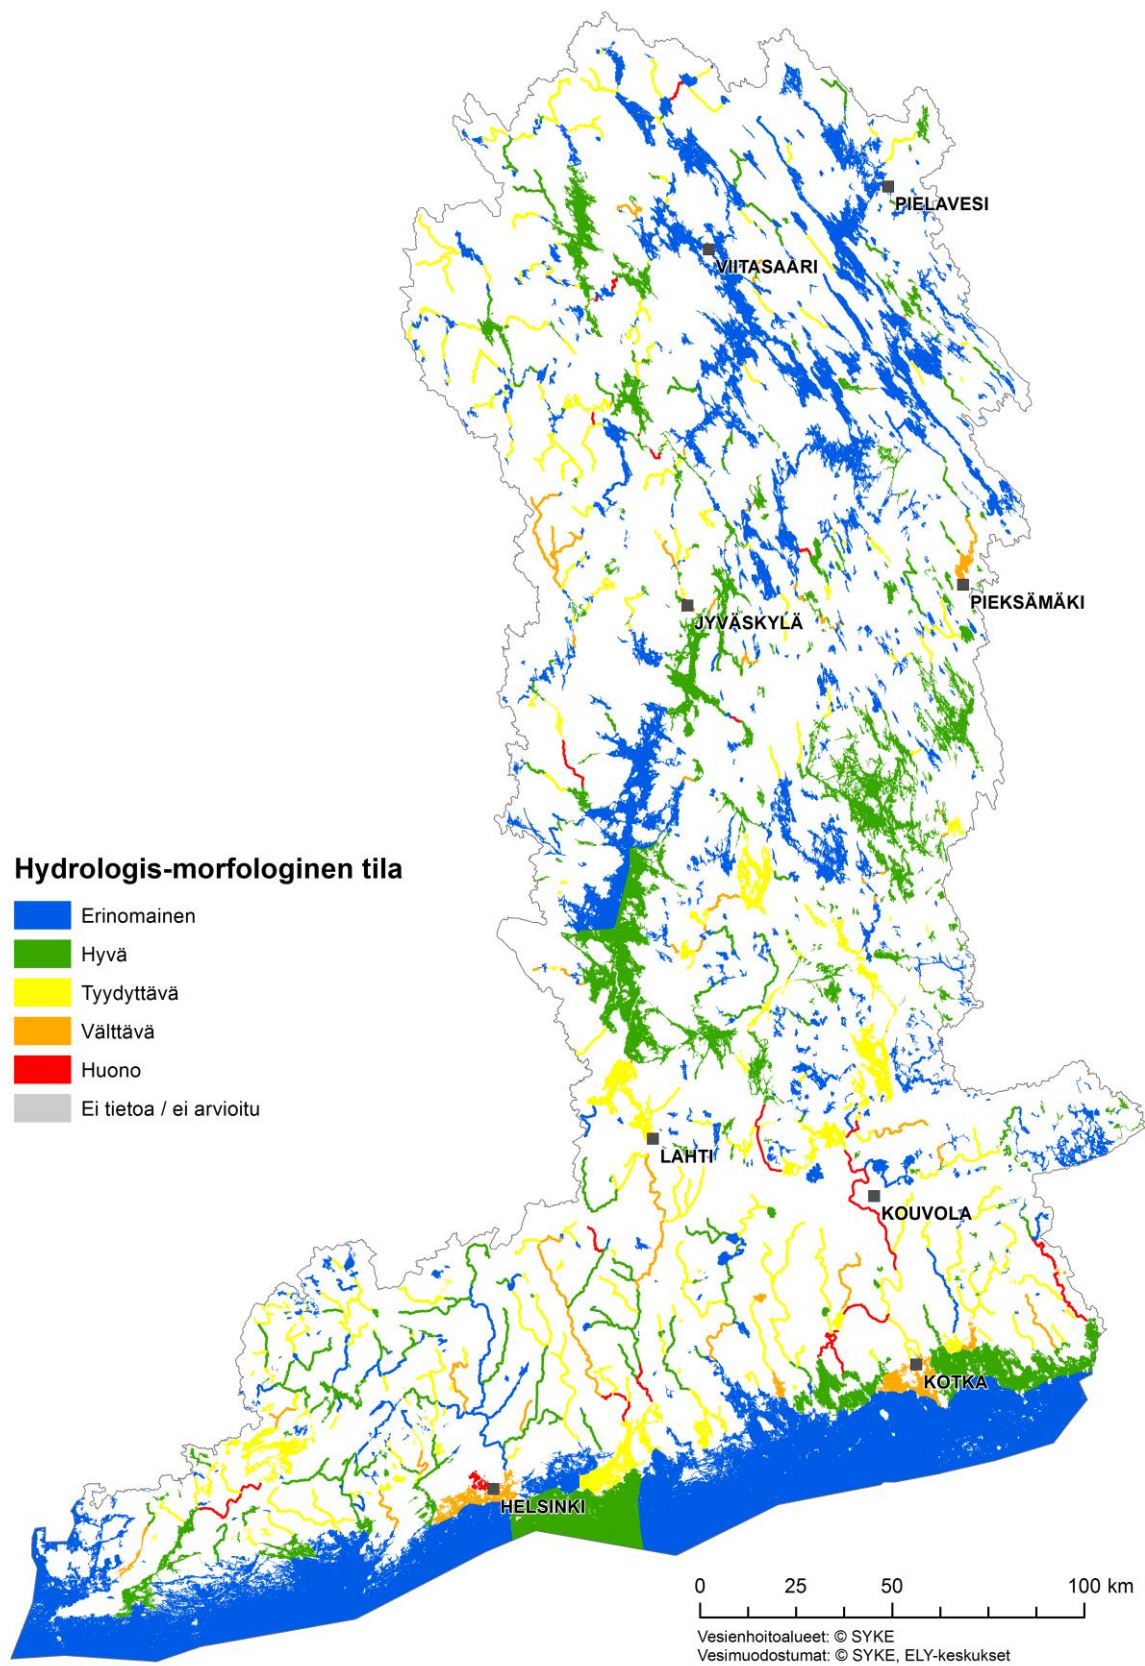 PIELAVESI
VIITASAARI
PIEKSÄMÄKI
JYVÄSKYLÄ
Hydrologis-morfologinen tila
Erinomainen
Hyvä
Tyydyttävä
Välttävä
Huono
Ei tietoa / ei arvioitu
LAHTI
KOUVOLA
KOTKA
HELSINKI
0 25 50 100 km
Vesienhoitoalueet: © SYKE
Vesimuodostumat: © SYKE, ELY-keskukset